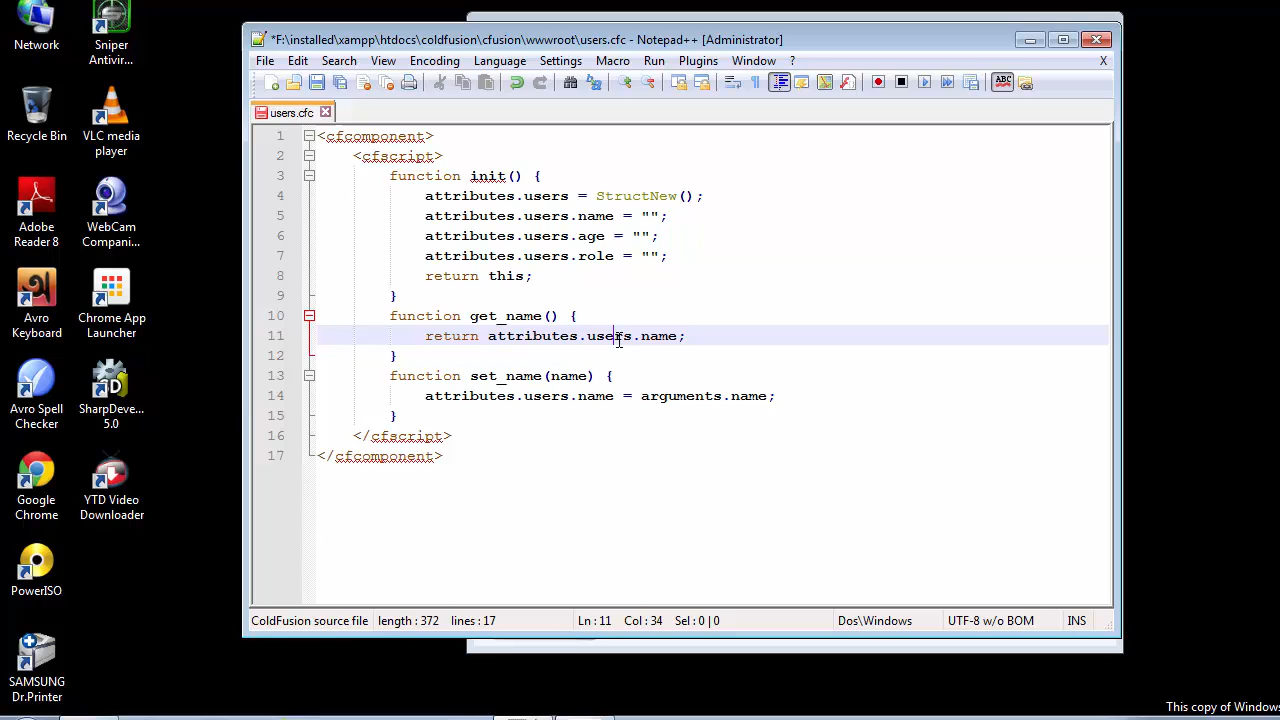 *F:\installed\xampp\htdocs\coldfusion\cfusion\wwwroot\users.cfc - Notepad++ [Administrator]
File Edit Search View Encoding Language Settings Macro Run Plugins Window ? X
users.cfc
1 <cfcomponent>
2 <cfscript>
3 function init() {
4 attributes.users = StructNew();
5 attributes.users.name = "";
6 attributes.users.age = "";
7 attributes.users.role = "";
8 return this;
9 }
10 function get_name() {
11 return attributes.users.name;
12 }
13 function set_name(name) {
14 attributes.users.name = arguments.name;
15 }
16 </cfscript>
17 </cfcomponent>
ColdFusion source file length : 372 lines : 17 Ln : 11 Col : 34 Sel : 0 | 0 Dos\Windows UTF-8 w/o BOM INS
Network
Sniper
Antivir...
Recycle Bin
VLC media
player
Adobe
Reader 8
WebCam
Compani...
Avro
Keyboard
Chrome App
Launcher
Avro Spell
Checker
SharpDeve...
5.0
Google
Chrome
YTD Video
Downloader
PowerISO
SAMSUNG
Dr.Printer
ABC
This copy of Window